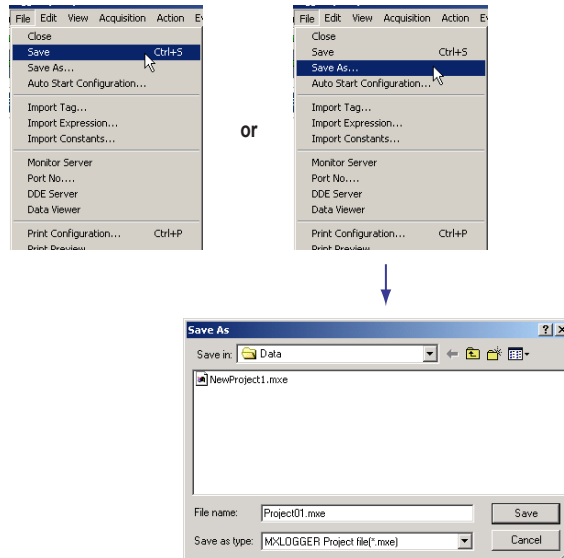 File Edit View Acquisition Action
Close
Save Ctrl+S
Save As...
Auto Start Configuration...
Import Tag...
Import Expression...
Import Constants...
Monitor Server
Port No....
DDE Server
Data Viewer
Print Configuration... Ctrl+P
Print Preview
or
File Edit View Acquisition Action
Close
Save Ctrl+S
Save As...
Auto Start Configuration...
Import Tag...
Import Expression...
Import Constants...
Monitor Server
Port No....
DDE Server
Data Viewer
Print Configuration... Ctrl+P
Print Preview
Save As
Save in: Data
NewProject1.mxe
File name: Project01.mxe Save
Save as type: MXLOGGER Project file(*.mxe) Cancel